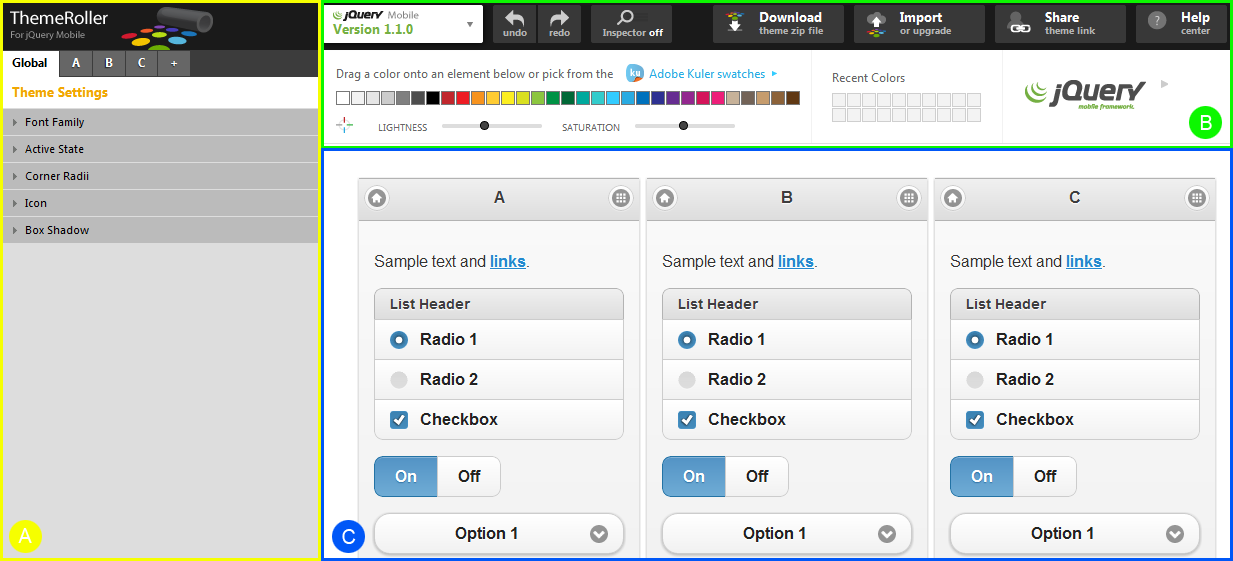 ThemeRoller
For jQuery Mobile
Global A B C +
Theme Settings
Font Family
Active State
Corner Radii
Icon
Box Shadow
A
jQuery Mobile
Version 1.1.0
undo
redo
Inspector off
Download
theme zip file
Import
or upgrade
Share
theme link
? Help
center
Drag a color onto an element below or pick from the ku Adobe Kuler swatches
LIGHTNESS SATURATION
Recent Colors
jQuery
mobile framework.
B
A
Sample text and links.
List Header
Radio 1
Radio 2
Checkbox
On Off
Option 1
B
Sample text and links.
List Header
Radio 1
Radio 2
Checkbox
On Off
Option 1
C
Sample text and links.
List Header
Radio 1
Radio 2
Checkbox
On Off
Option 1
C